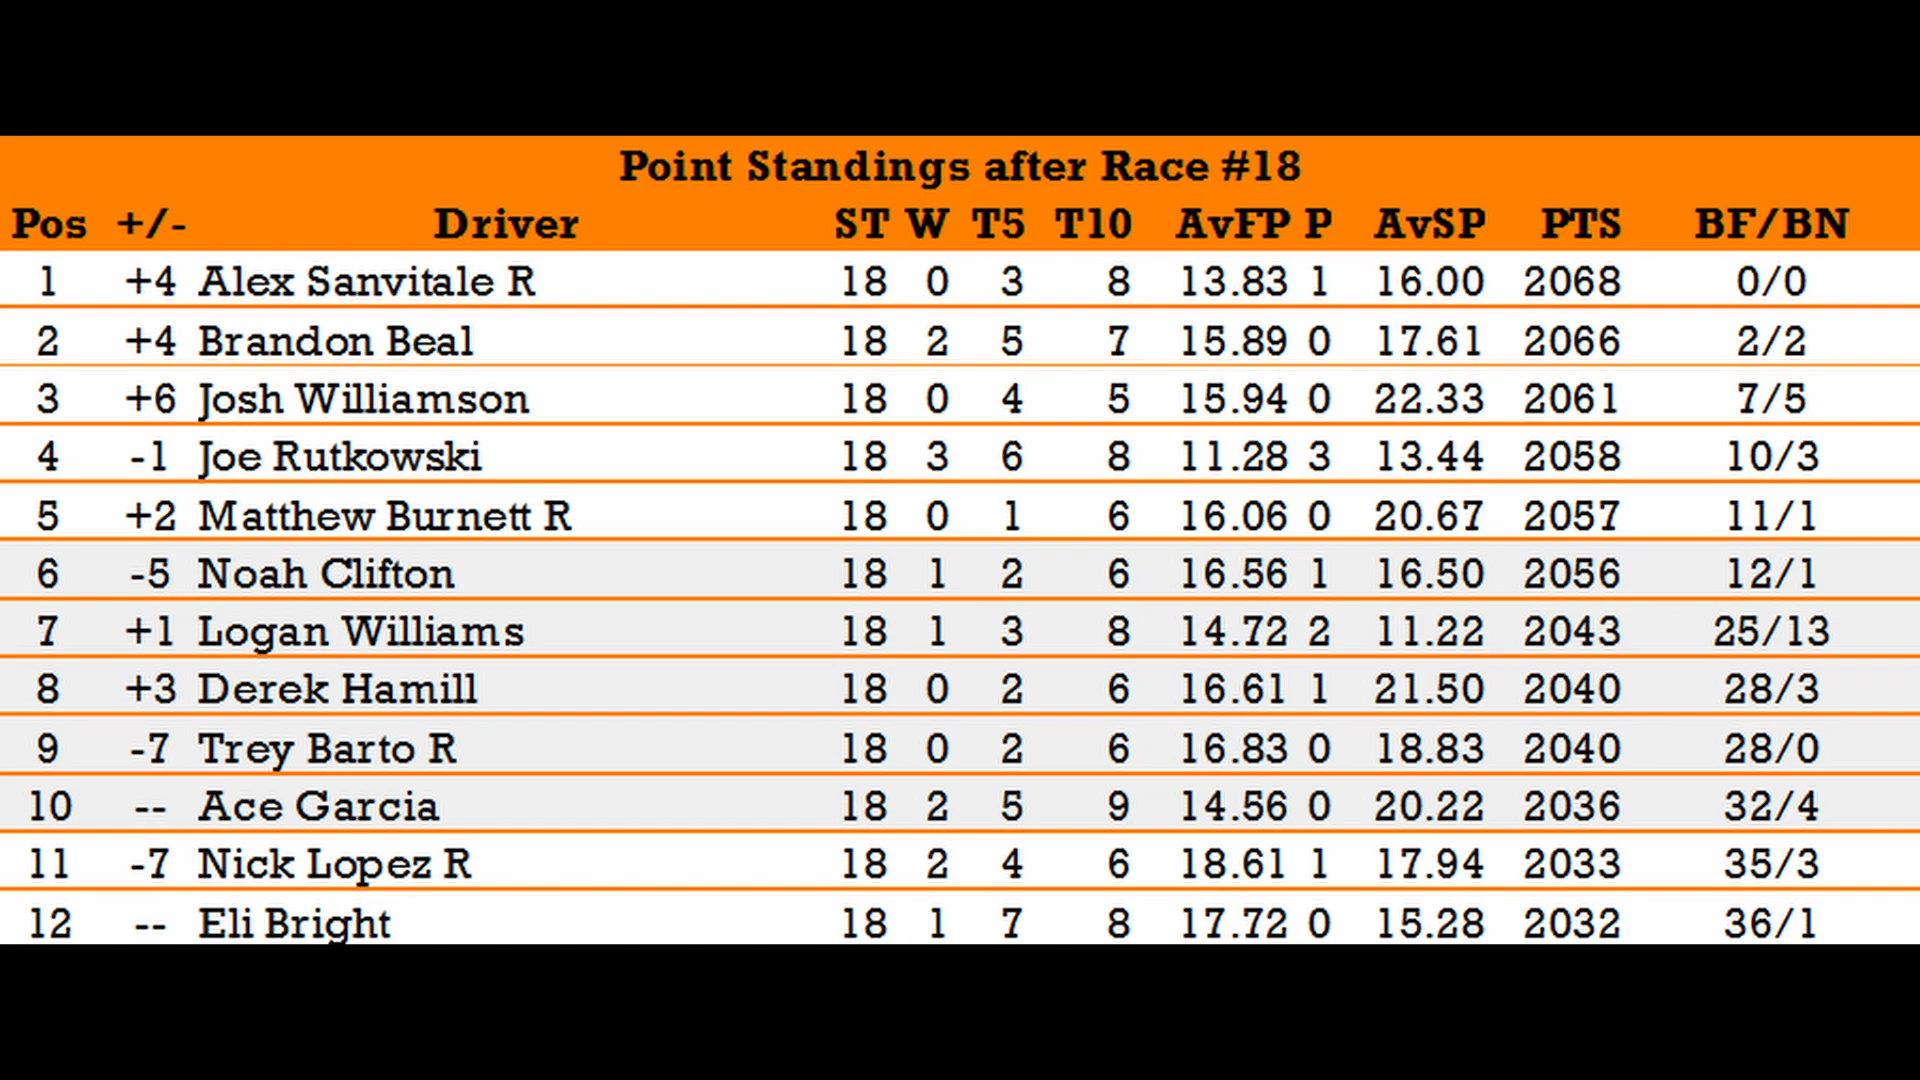 Point Standings after Race #18
Pos +/- Driver ST W T5 T10 AvFP P AvSP PTS BF/BN
1 +4 Alex Sanvitale R 18 0 3 8 13.83 1 16.00 2068 0/0
2 +4 Brandon Beal 18 2 5 7 15.89 0 17.61 2066 2/2
3 +6 Josh Williamson 18 0 4 5 15.94 0 22.33 2061 7/5
4 -1 Joe Rutkowski 18 3 6 8 11.28 3 13.44 2058 10/3
5 +2 Matthew Burnett R 18 0 1 6 16.06 0 20.67 2057 11/1
6 -5 Noah Clifton 18 1 2 6 16.56 1 16.50 2056 12/1
7 +1 Logan Williams 18 1 3 8 14.72 2 11.22 2043 25/13
8 +3 Derek Hamill 18 0 2 6 16.61 1 21.50 2040 28/3
9 -7 Trey Barto R 18 0 2 6 16.83 0 18.83 2040 28/0
10 -- Ace Garcia 18 2 5 9 14.56 0 20.22 2036 32/4
11 -7 Nick Lopez R 18 2 4 6 18.61 1 17.94 2033 35/3
12 -- Eli Bright 18 1 7 8 17.72 0 15.28 2032 36/1